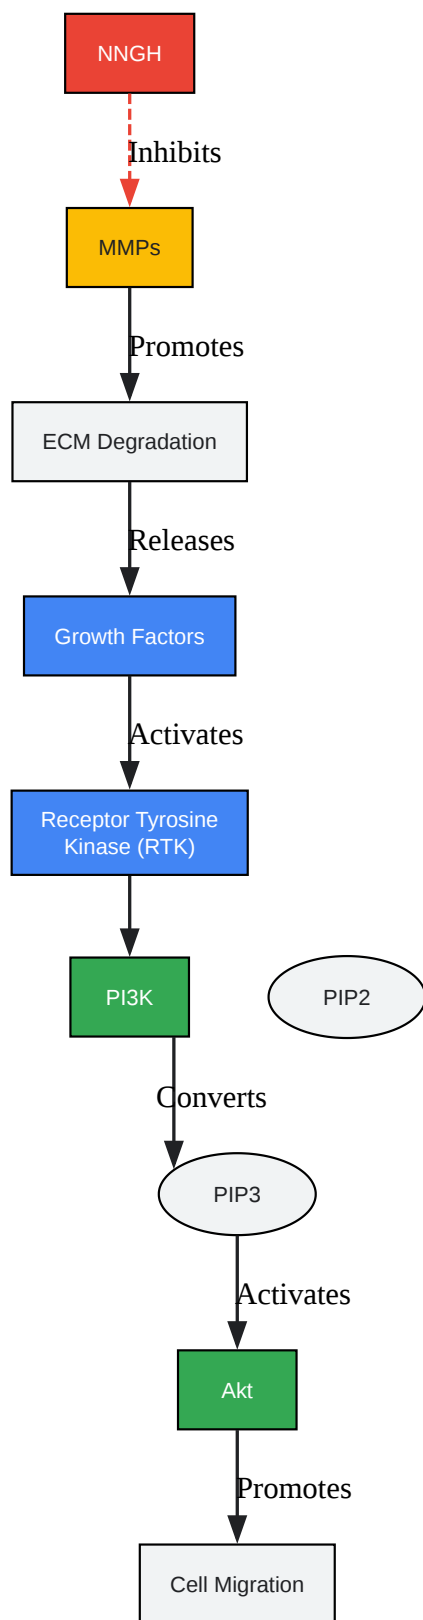 NNGH
Inhibits
MMPs
Promotes
ECM Degradation
Releases
Growth Factors
Activates
Receptor Tyrosine
Kinase (RTK)
PI3K
PIP2
Converts
PIP3
Activates
Akt
Promotes
Cell Migration